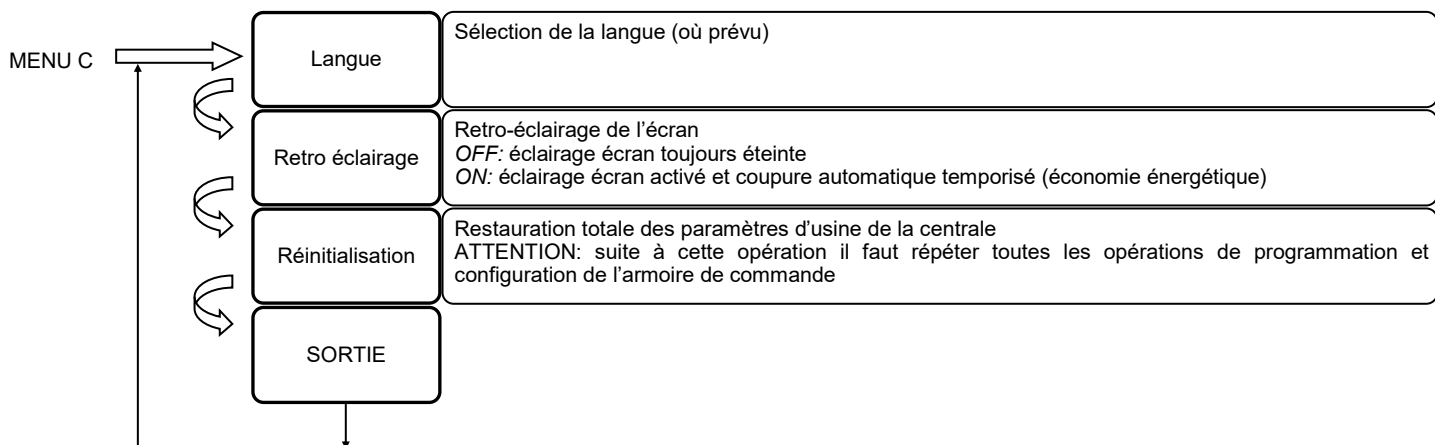 MENU C
Langue
Sélection de la langue (où prévu)
Retro éclairage
Retro-éclairage de l'écran
OFF: éclairage écran toujours éteinte
ON: éclairage écran activé et coupure automatique temporisé (économie énergétique)
Réinitialisation
Restauration totale des paramètres d'usine de la centrale
ATTENTION: suite à cette opération il faut répéter toutes les opérations de programmation et
configuration de l'armoire de commande
SORTIE